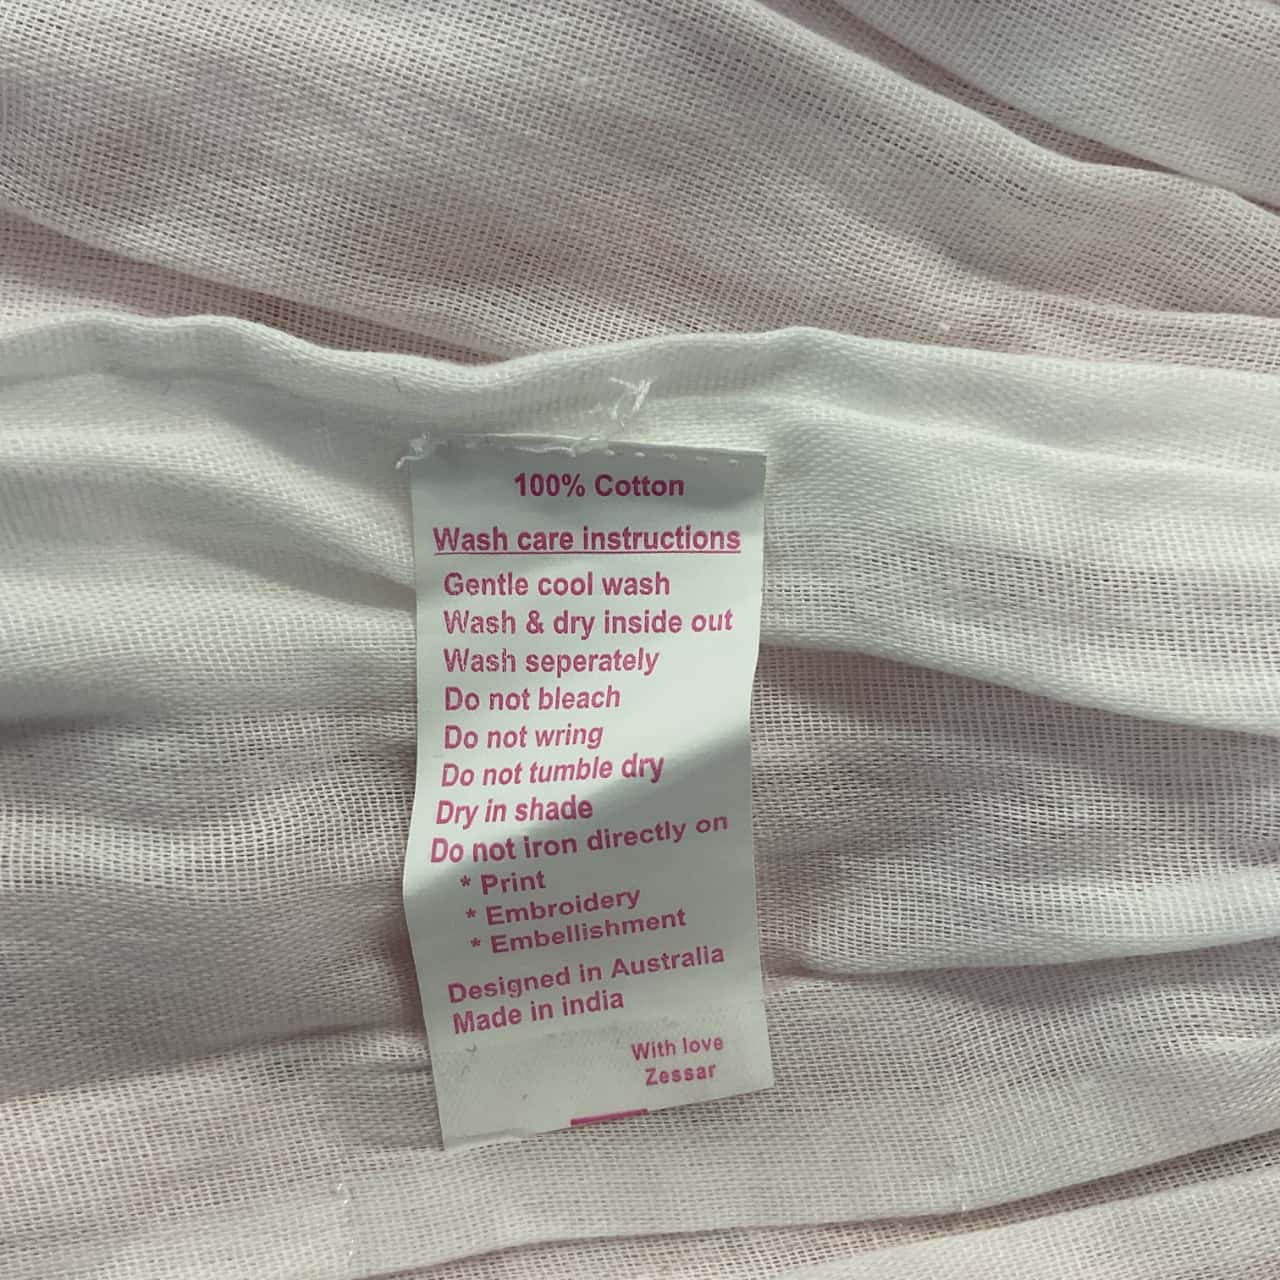 100% Cotton
Wash care instructions
Gentle cool wash
Wash & dry inside out
Wash seperately
Do not bleach
Do not wring
Do not tumble dry
Dry in shade
Do not iron directly on
* Print
* Embroidery
* Embellishment
Designed in Australia
Made in india
With love
Zessar